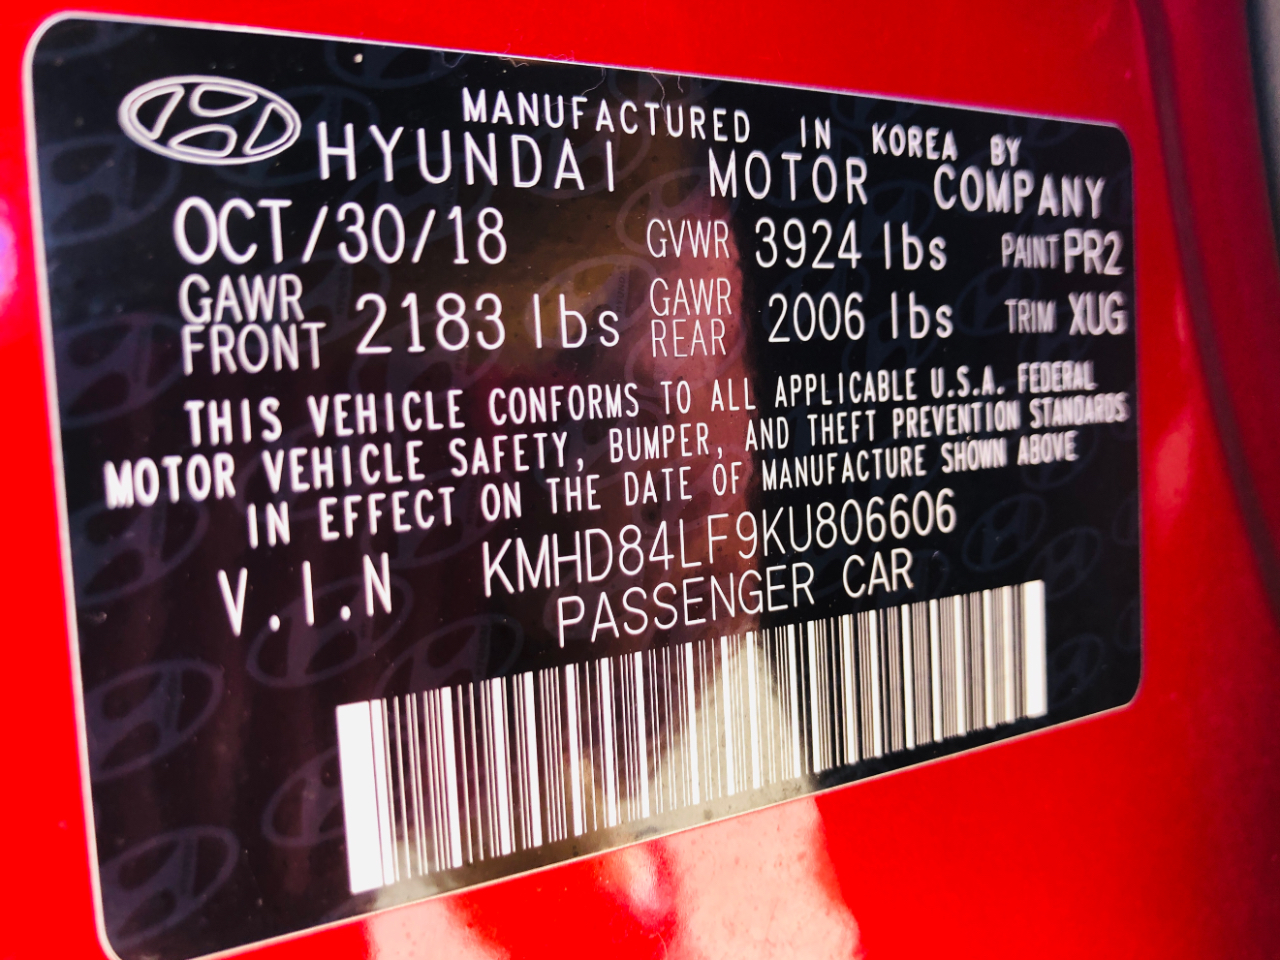 MANUFACTURED IN KOREA BY
HYUNDAI MOTOR COMPANY
OCT/30/18 GVWR 3924 lbs PAINT PR2
GAWR FRONT 2183 lbs GAWR REAR 2006 lbs TRIM XUG
THIS VEHICLE CONFORMS TO ALL APPLICABLE U.S.A. FEDERAL
MOTOR VEHICLE SAFETY, BUMPER, AND THEFT PREVENTION STANDARDS
IN EFFECT ON THE DATE OF MANUFACTURE SHOWN ABOVE
V.I.N KMHD84LF9KU806606
PASSENGER CAR